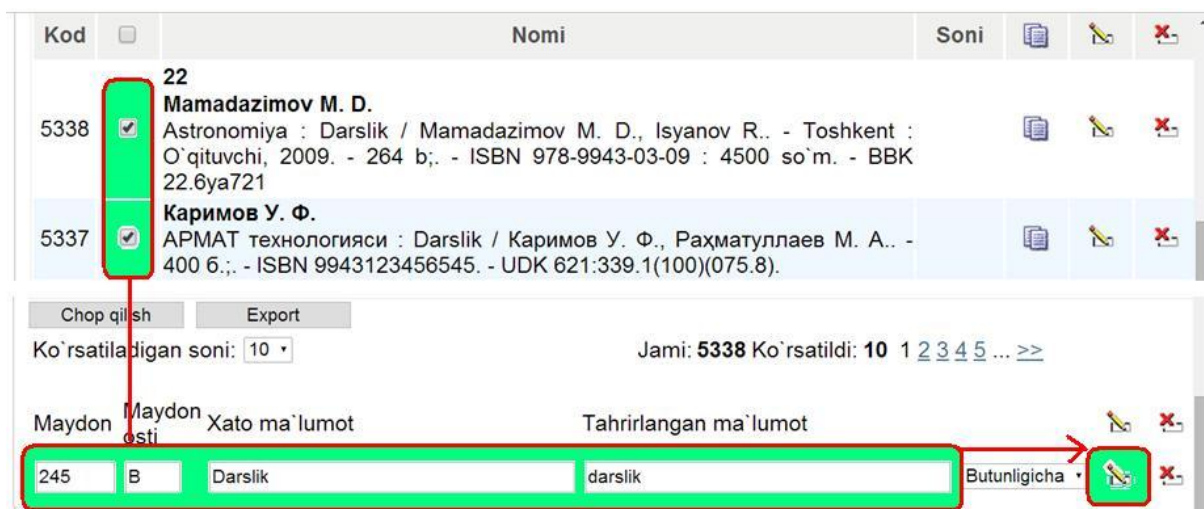 Kod Nomi Soni
22
Mamadazimov M. D.
5338 Astronomiya : Darslik / Mamadazimov M. D., Isyanov R.. - Toshkent :
O`qituvchi, 2009. - 264 b;. - ISBN 978-9943-03-09 : 4500 so`m. - BBK
22.6ya721
Каримов У. Ф.
5337 АРМАТ технологияси : Darslik / Каримов У. Ф., Раҳматуллаев М. А.. -
400 б.;. - ISBN 9943123456545. - UDK 621:339.1(100)(075.8).
Chop qilish Export
Ko`rsatiladigan soni: 10 Jami: 5338 Ko`rsatildi: 10 1 2 3 4 5 ... >>
Maydon Maydon osti Xato ma`lumot Tahrirlangan ma`lumot
245 B Darslik darslik Butunligicha